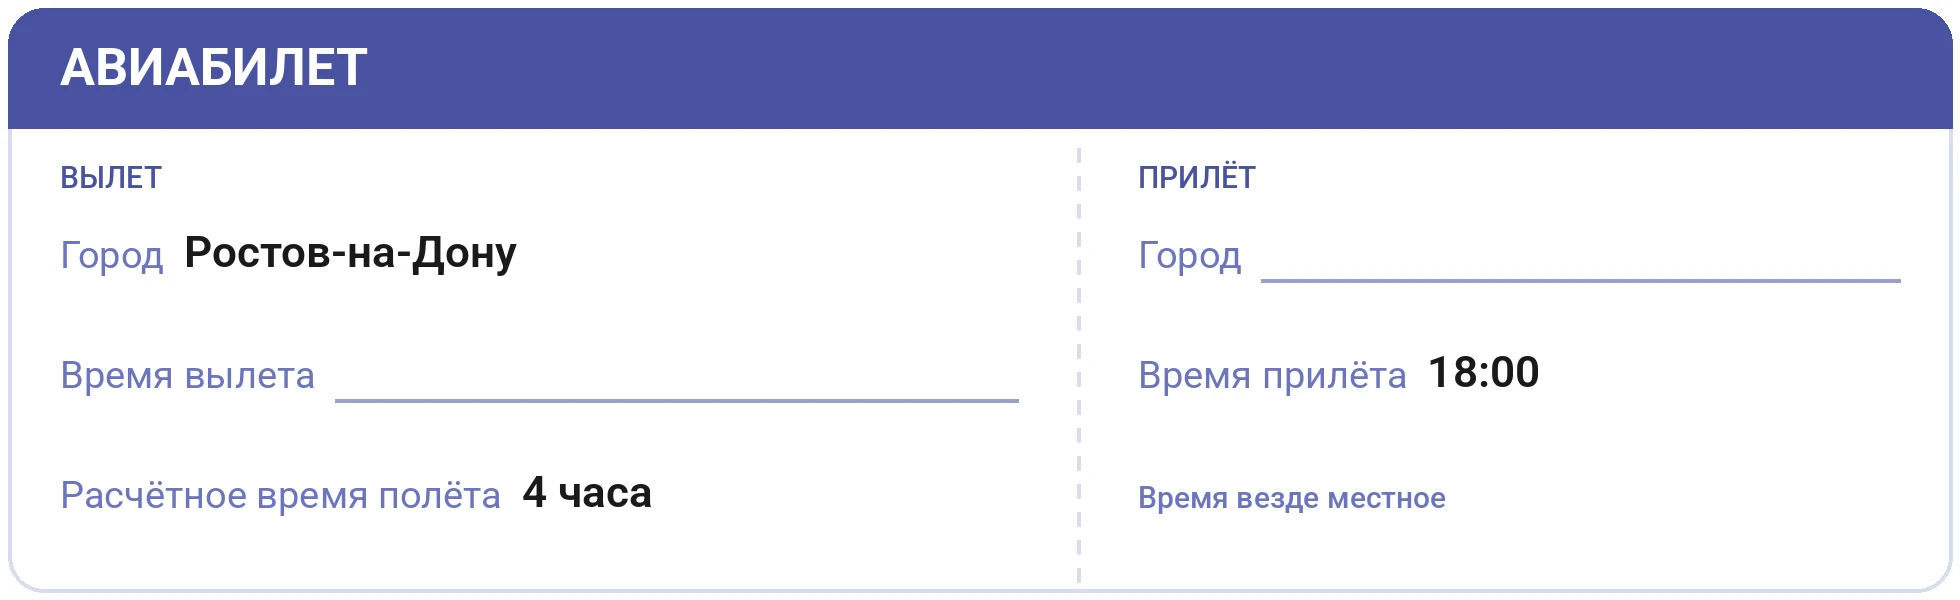 АВИАБИЛЕТ
ВЫЛЕТ
Город Ростов-на-Дону
Время вылета
Расчётное время полёта 4 часа
ПРИЛЁТ
Город
Время прилёта 18:00
Время везде местное